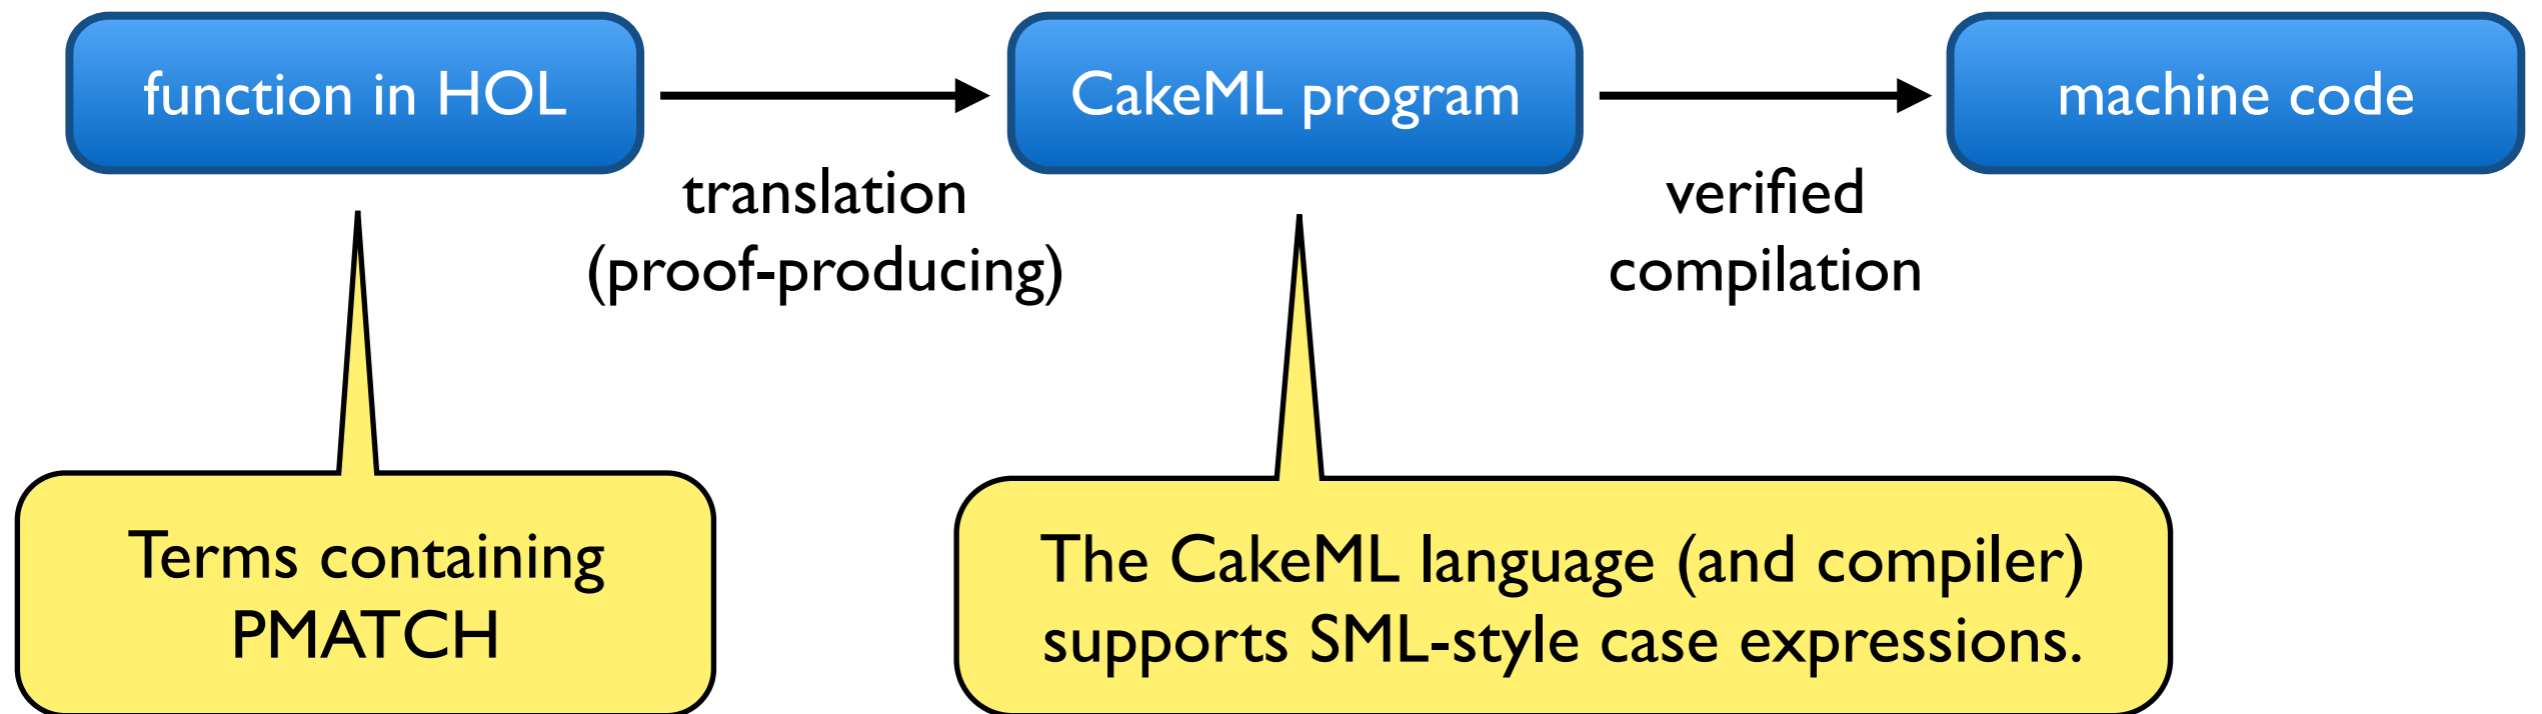 function in HOL
CakeML program
machine code
translation
(proof-producing)
verified
compilation
Terms containing
PMATCH
The CakeML language (and compiler)
supports SML-style case expressions.